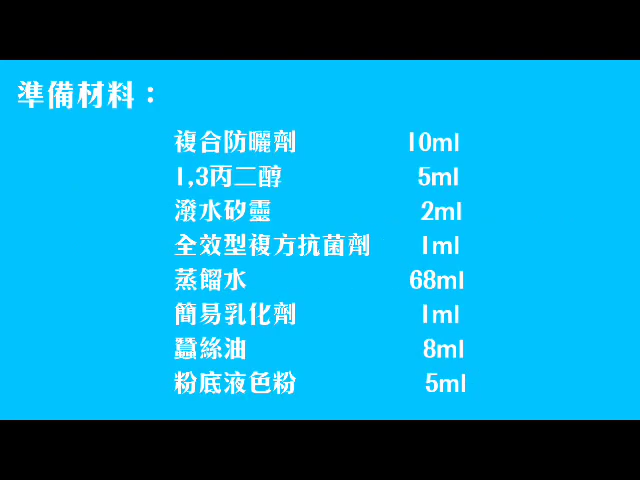 準備材料：
複合防曬劑 10ml
1,3丙二醇 5ml
潑水矽靈 2ml
全效型複方抗菌劑 1ml
蒸餾水 68ml
簡易乳化劑 1ml
蠶絲油 8ml
粉底液色粉 5ml